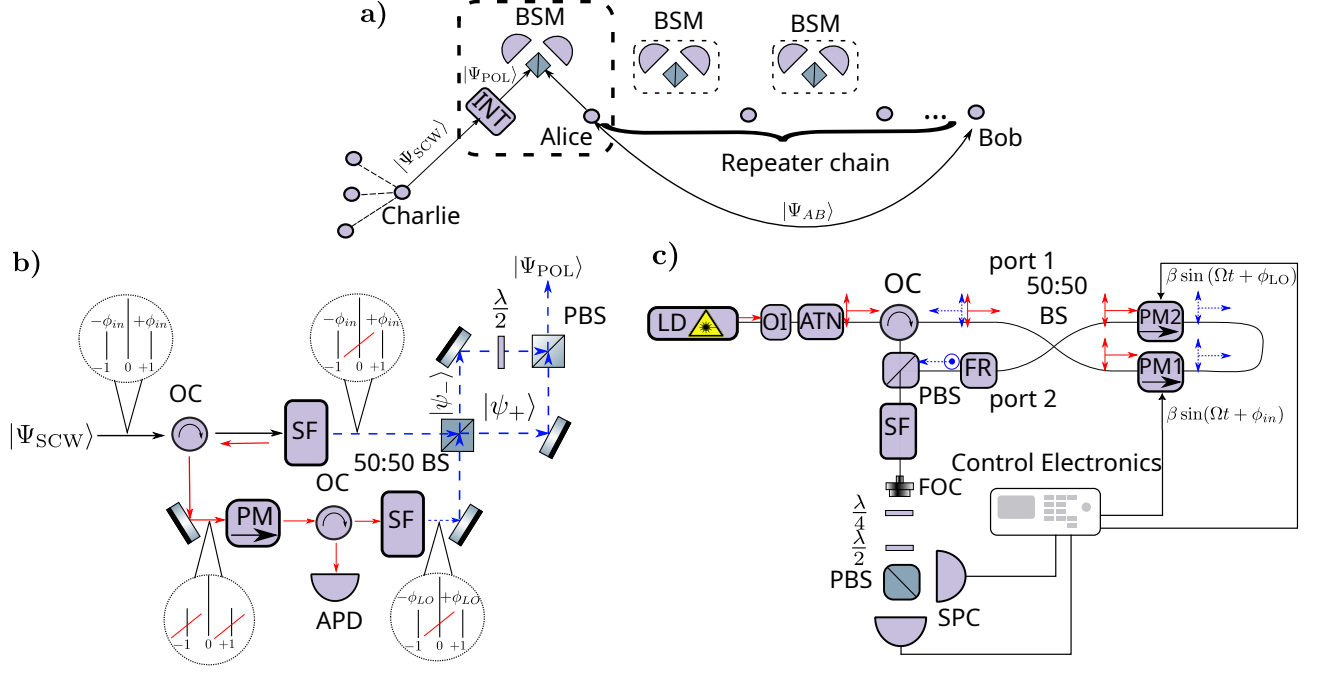 a)
BSM
BSM
BSM
|Ψ_POL⟩
INT
|Ψ_SCW⟩
Alice
...
Bob
Repeater chain
Charlie
|Ψ_AB⟩
b)
|Ψ_POL⟩
−ϕ_in +ϕ_in
−1 0 +1
−ϕ_in +ϕ_in
−1 0 +1
λ/2
PBS
OC
|ψ_−⟩
|ψ_+⟩
|Ψ_SCW⟩
SF
50:50 BS
OC
PM
SF
−ϕ_LO +ϕ_LO
−1 0 +1
−1 0 +1
APD
c)
port 1
50:50
BS
OC
β sin (Ωt + ϕ_LO)
LD
OI
ATN
PM2
PM1
FR
PBS
port 2
β sin(Ωt + ϕ_in)
SF
Control Electronics
FOC
λ/4
λ/2
PBS
SPC